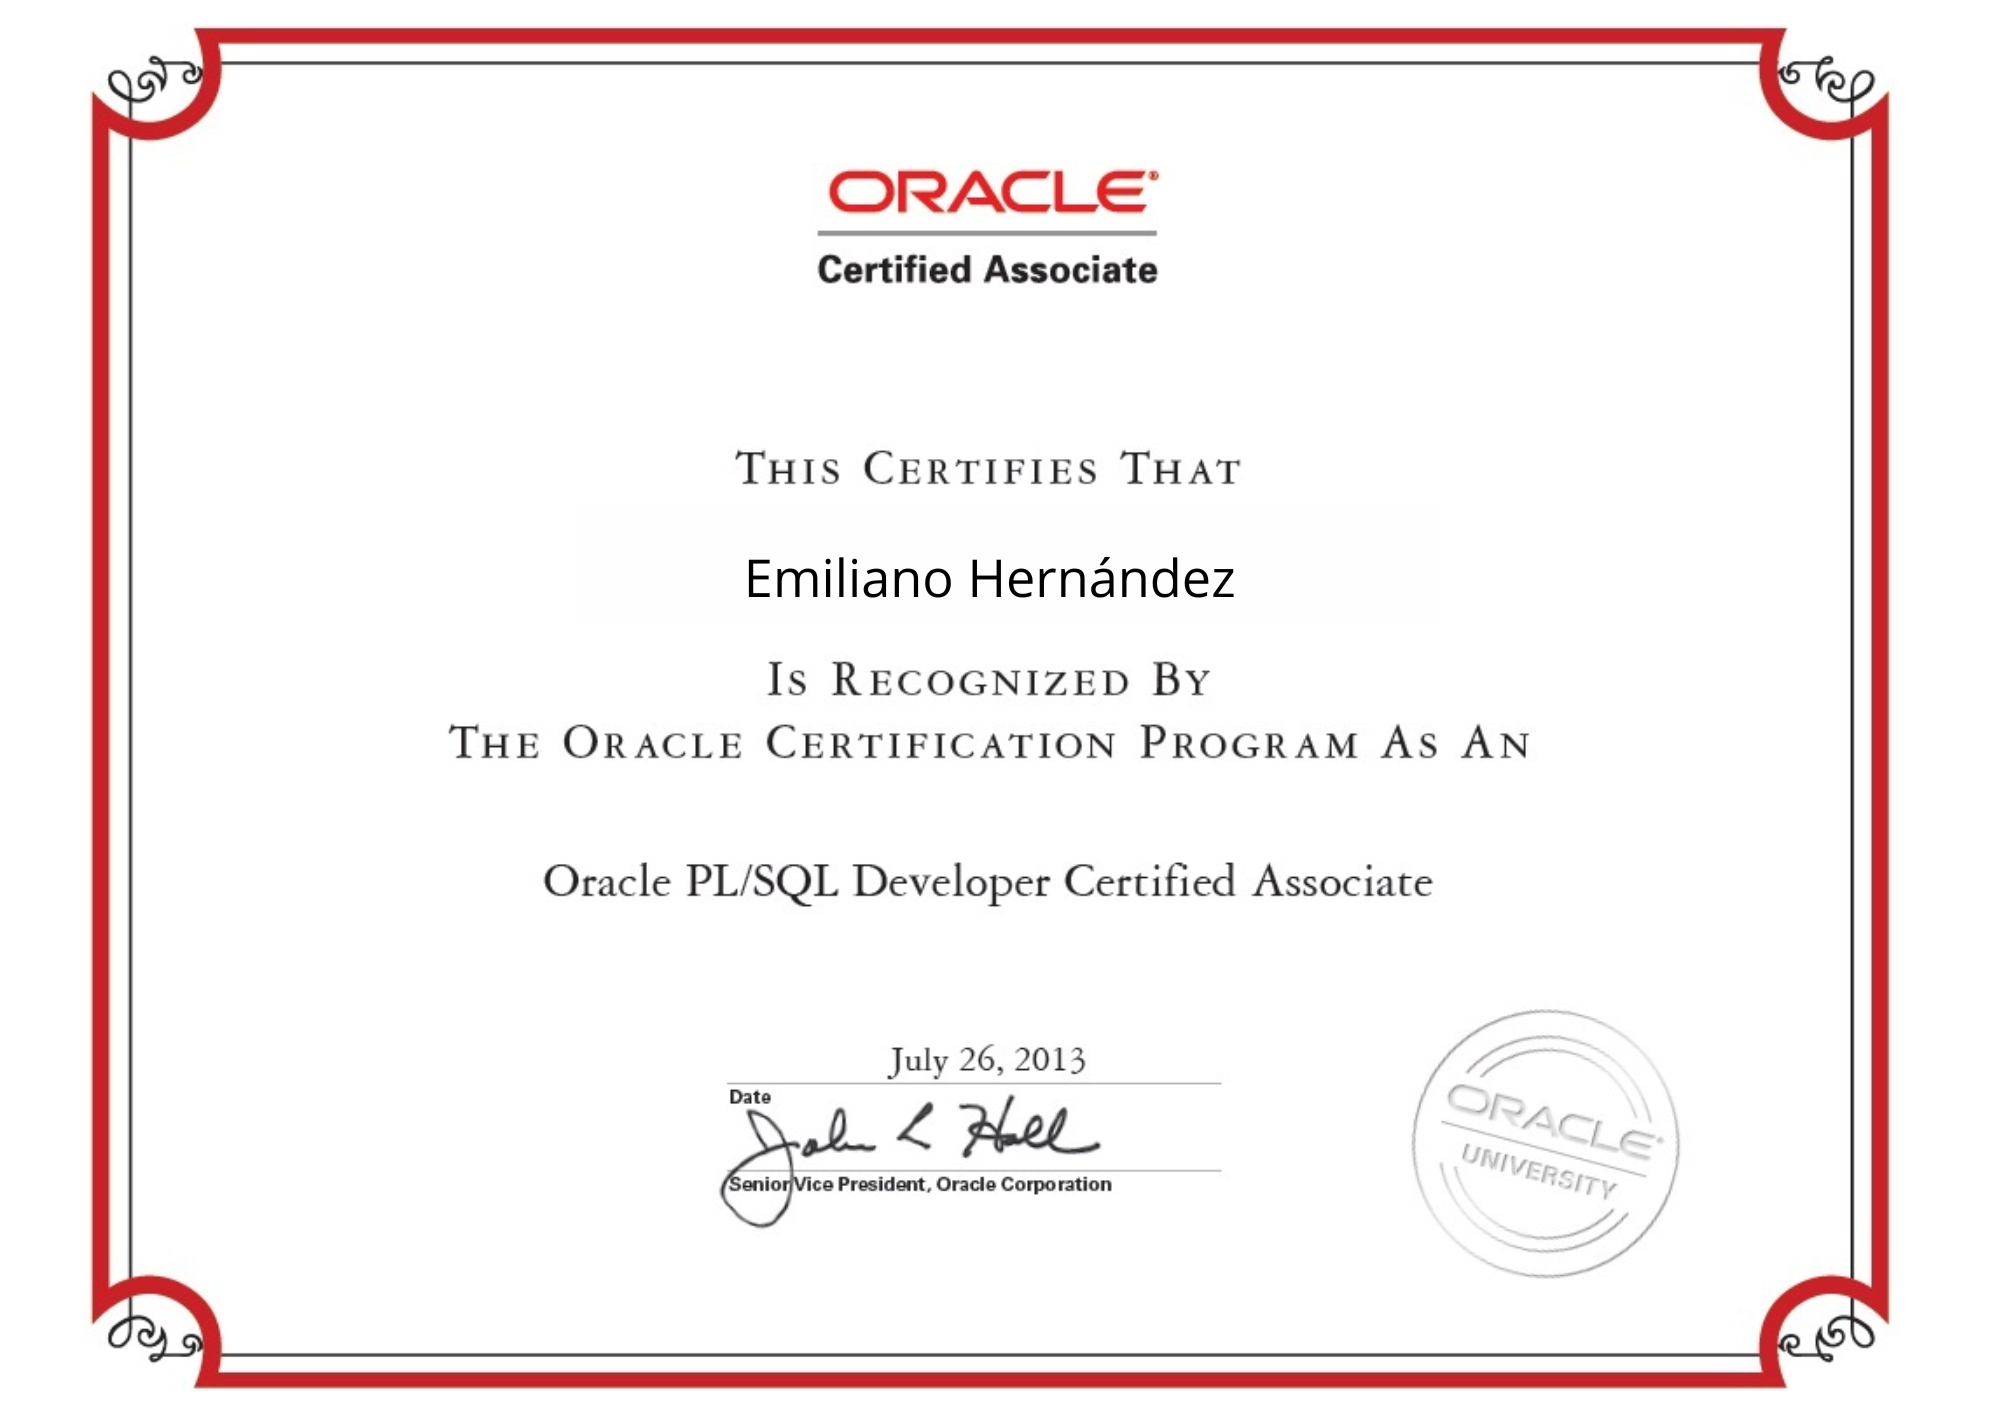 ORACLE®
Certified Associate
THIS CERTIFIES THAT
Emiliano Hernández
IS RECOGNIZED BY
THE ORACLE CERTIFICATION PROGRAM AS AN
Oracle PL/SQL Developer Certified Associate
July 26, 2013
Date
John L Hall
Senior Vice President, Oracle Corporation
ORACLE®
UNIVERSITY